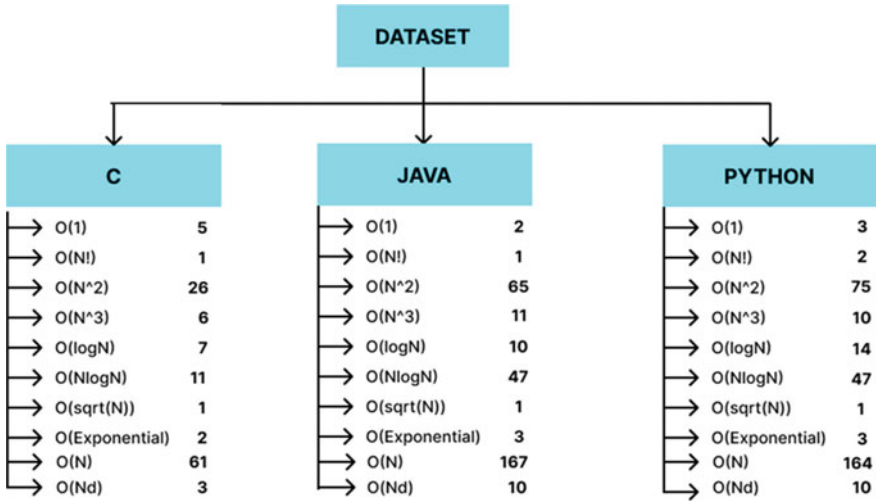 DATASET
C
O(1) 5
O(N!) 1
O(N^2) 26
O(N^3) 6
O(logN) 7
O(NlogN) 11
O(sqrt(N)) 1
O(Exponential) 2
O(N) 61
O(Nd) 3
JAVA
O(1) 2
O(N!) 1
O(N^2) 65
O(N^3) 11
O(logN) 10
O(NlogN) 47
O(sqrt(N)) 1
O(Exponential) 3
O(N) 167
O(Nd) 10
PYTHON
O(1) 3
O(N!) 2
O(N^2) 75
O(N^3) 10
O(logN) 14
O(NlogN) 47
O(sqrt(N)) 1
O(Exponential) 3
O(N) 164
O(Nd) 10